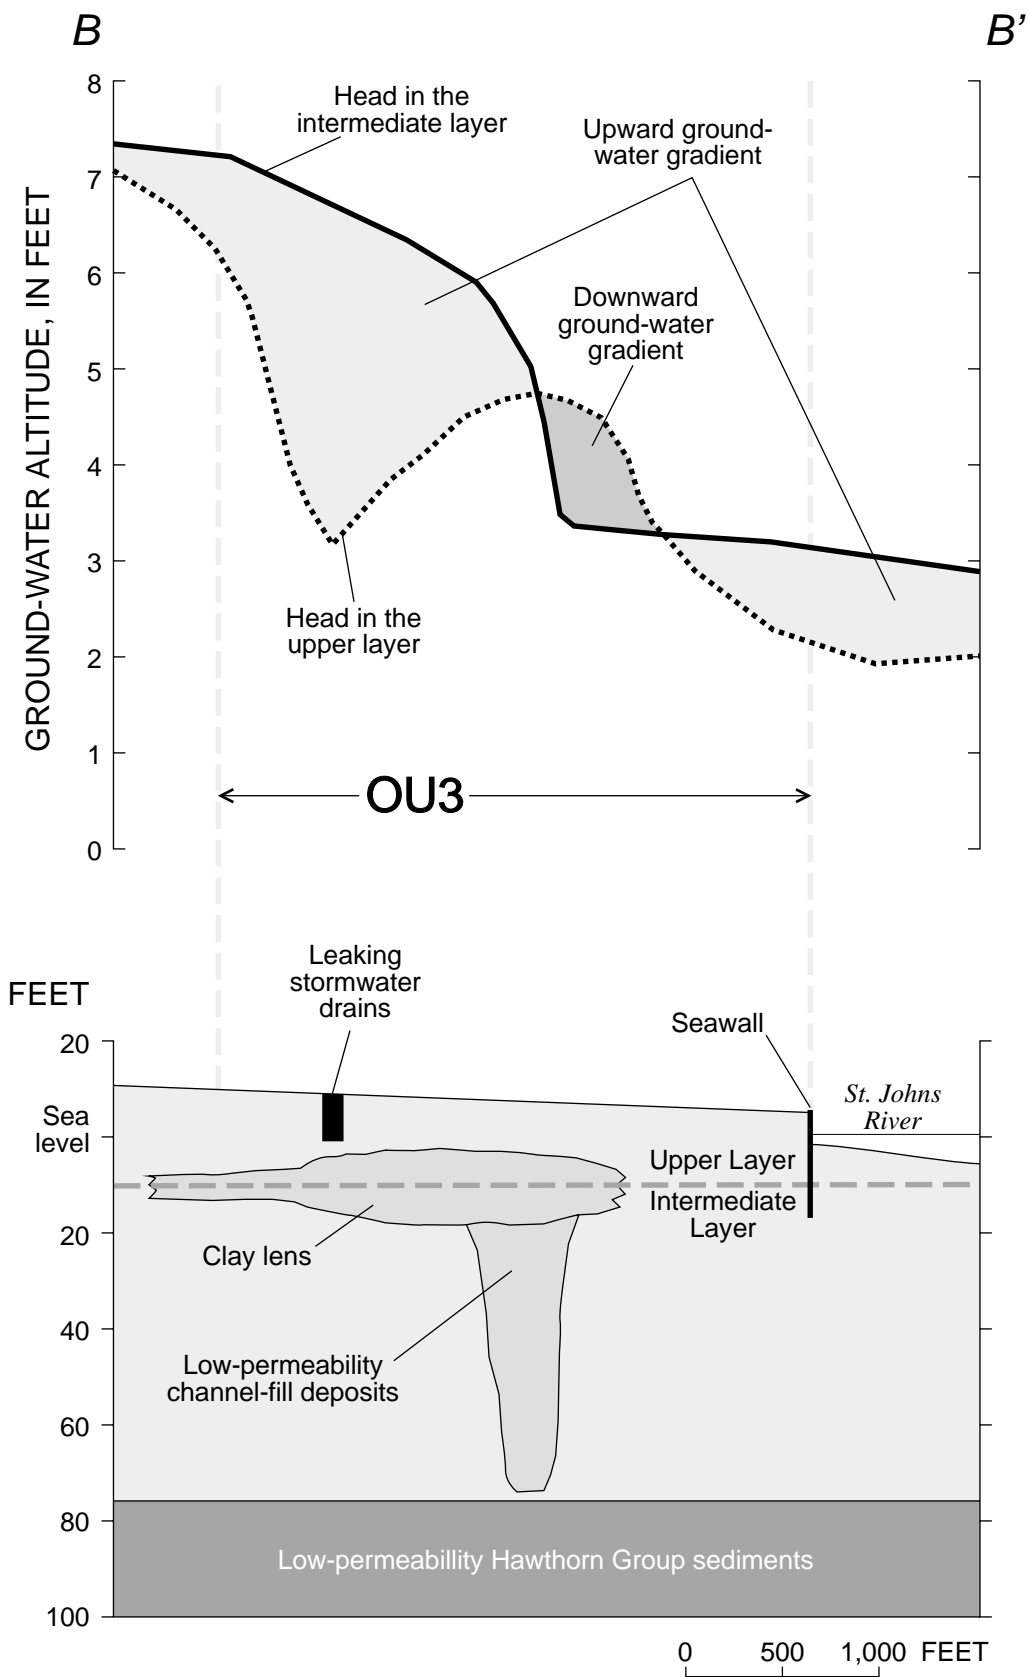 B
B’
8
7
6
5
4
3
2
1
0
GROUND-WATER ALTITUDE, IN FEET
Head in the
intermediate layer
Upward ground-
water gradient
Downward
ground-water
gradient
Head in the
upper layer
OU3
Leaking
stormwater
drains
FEET
20
Sea
level
20
40
60
80
100
Seawall
St. Johns
River
Upper Layer
Intermediate
Layer
Clay lens
Low-permeability
channel-fill deposits
Low-permeabillity Hawthorn Group sediments
0 500 1,000 FEET